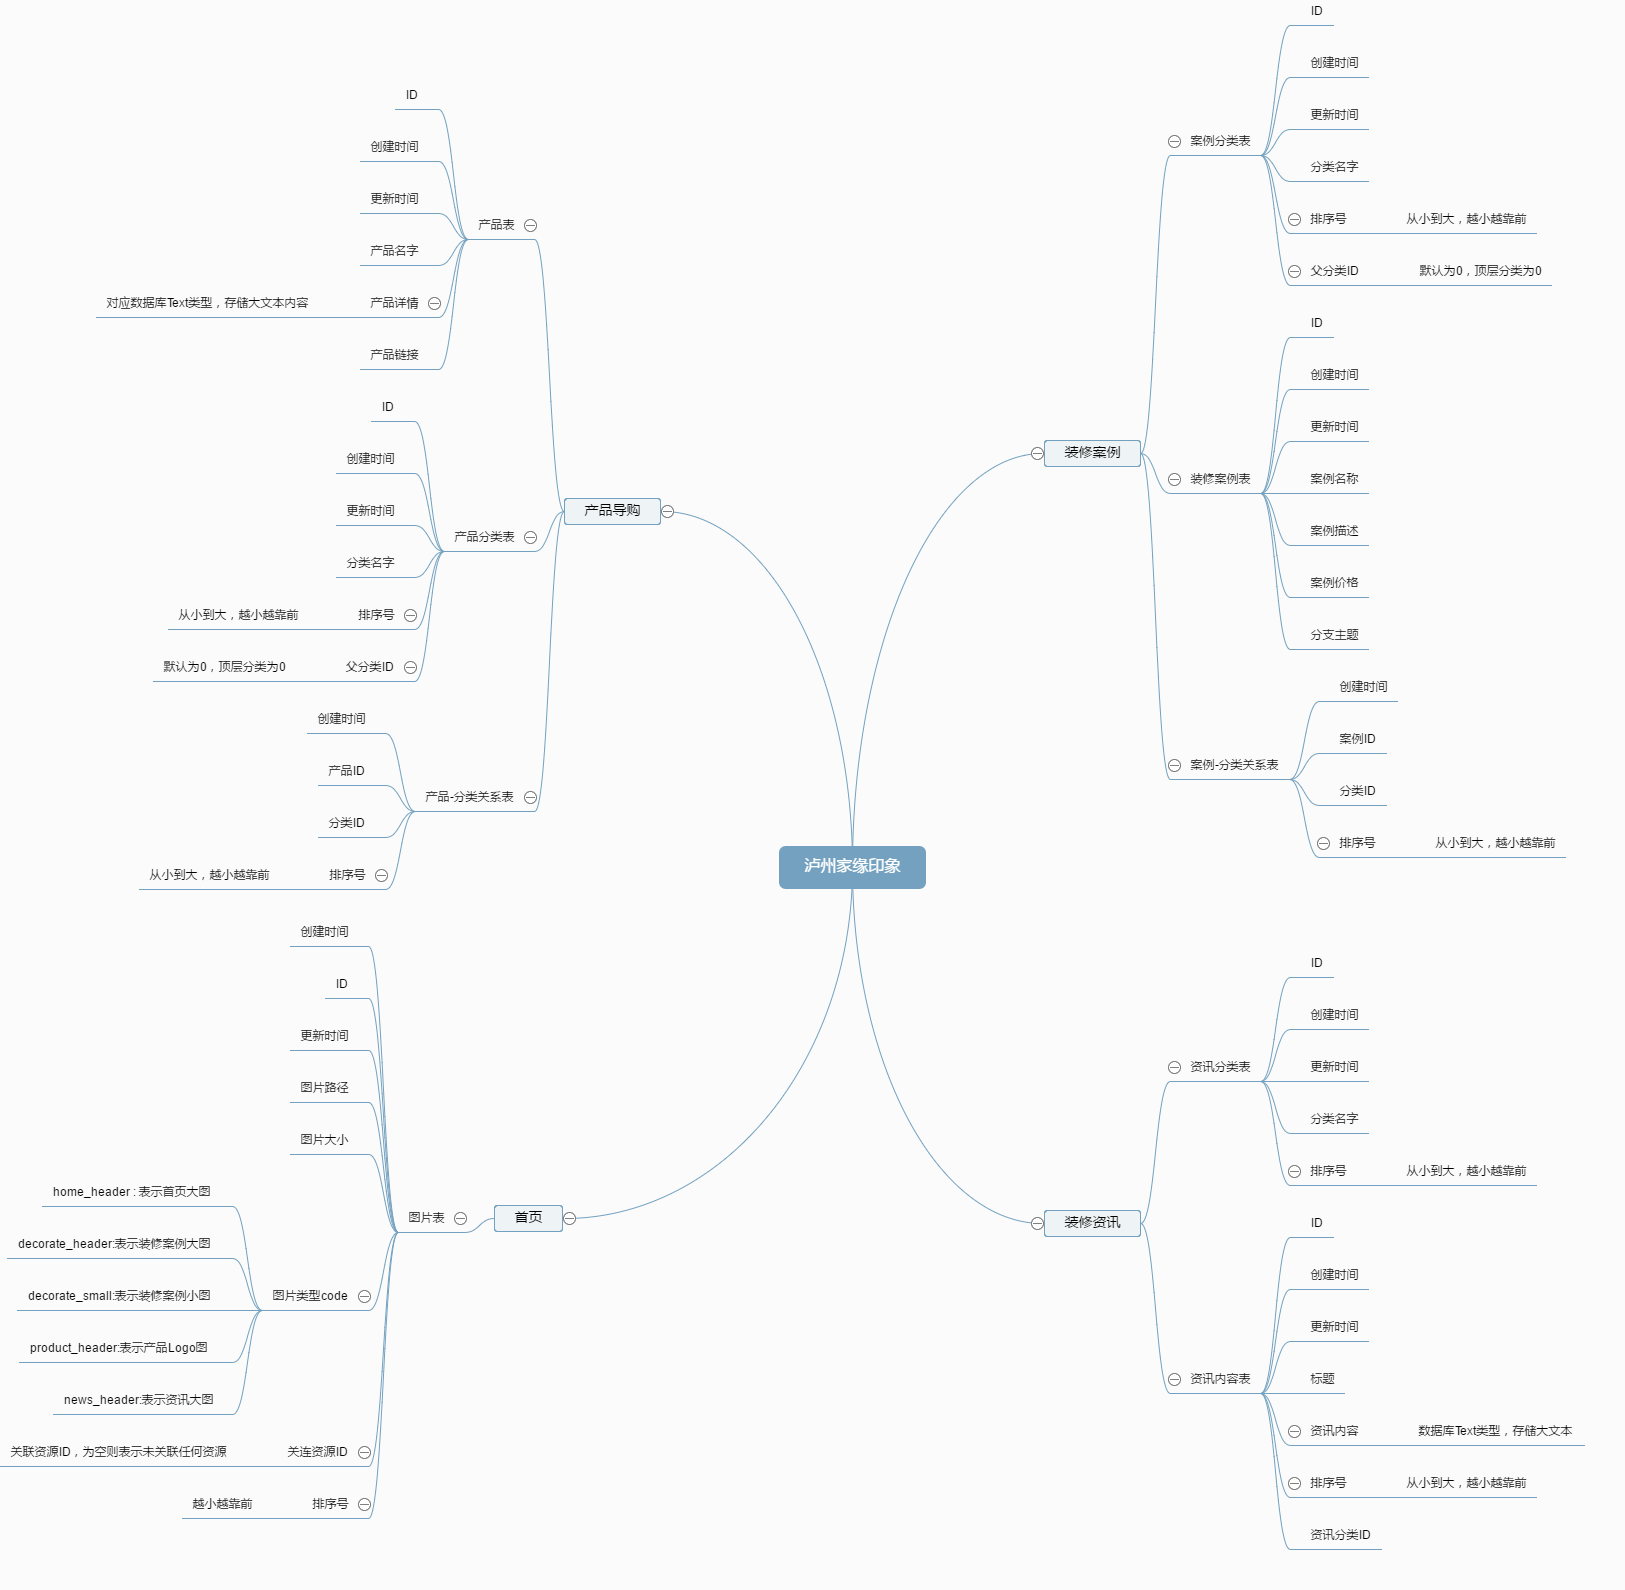 泸州家缘印象
装修案例
案例分类表
ID
创建时间
更新时间
分类名字
排序号
从小到大，越小越靠前
父分类ID
默认为0，顶层分类为0
装修案例表
ID
创建时间
更新时间
案例名称
案例描述
案例价格
分支主题
案例-分类关系表
创建时间
案例ID
分类ID
排序号
从小到大，越小越靠前
装修资讯
资讯分类表
ID
创建时间
更新时间
分类名字
排序号
从小到大，越小越靠前
资讯内容表
ID
创建时间
更新时间
标题
资讯内容
数据库Text类型，存储大文本
排序号
从小到大，越小越靠前
资讯分类ID
产品导购
产品表
ID
创建时间
更新时间
产品名字
产品详情
对应数据库Text类型，存储大文本内容
产品链接
产品分类表
ID
创建时间
更新时间
分类名字
排序号
从小到大，越小越靠前
父分类ID
默认为0，顶层分类为0
产品-分类关系表
创建时间
产品ID
分类ID
排序号
从小到大，越小越靠前
首页
图片表
创建时间
ID
更新时间
图片路径
图片大小
图片类型code
home_header : 表示首页大图
decorate_header:表示装修案例大图
decorate_small:表示装修案例小图
product_header:表示产品Logo图
news_header:表示资讯大图
关连资源ID
关联资源ID，为空则表示未关联任何资源
排序号
越小越靠前